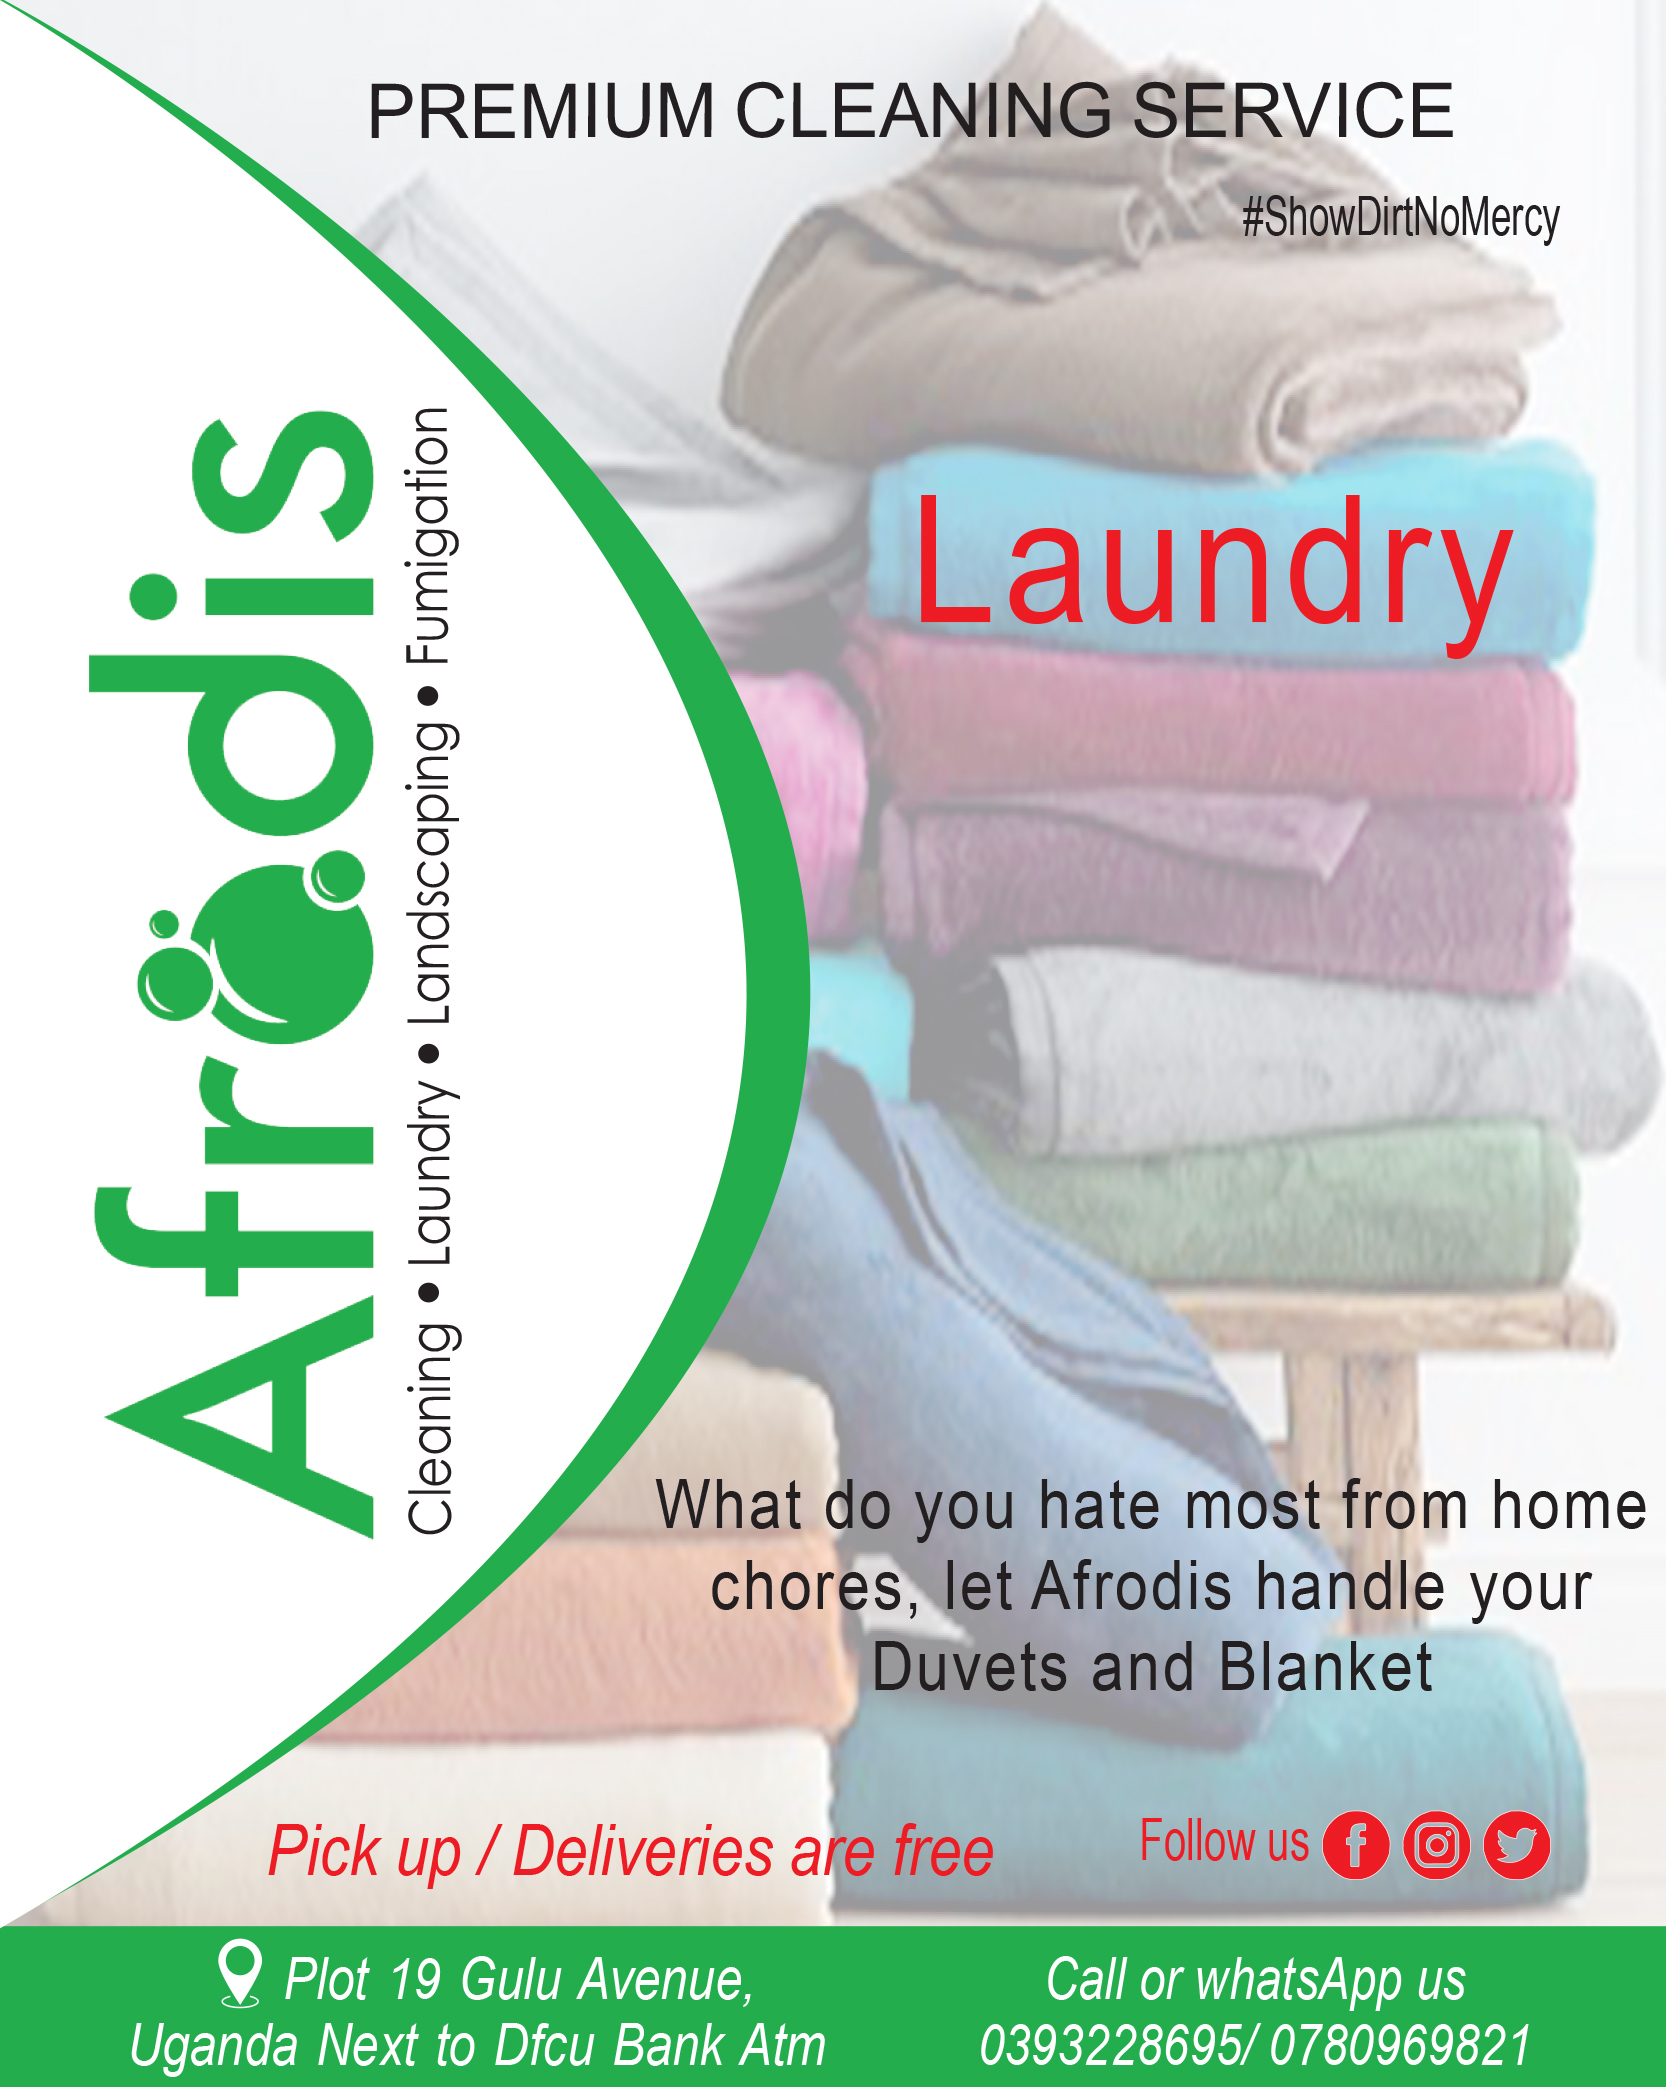 PREMIUM CLEANING SERVICE
#ShowDirtNoMercy
Afrodis
Cleaning • Laundry • Landscaping • Fumigation
Laundry
What do you hate most from home
chores, let Afrodis handle your
Duvets and Blanket
Pick up / Deliveries are free
Follow us
Plot 19 Gulu Avenue,
Uganda Next to Dfcu Bank Atm
Call or whatsApp us
0393228695/ 0780969821